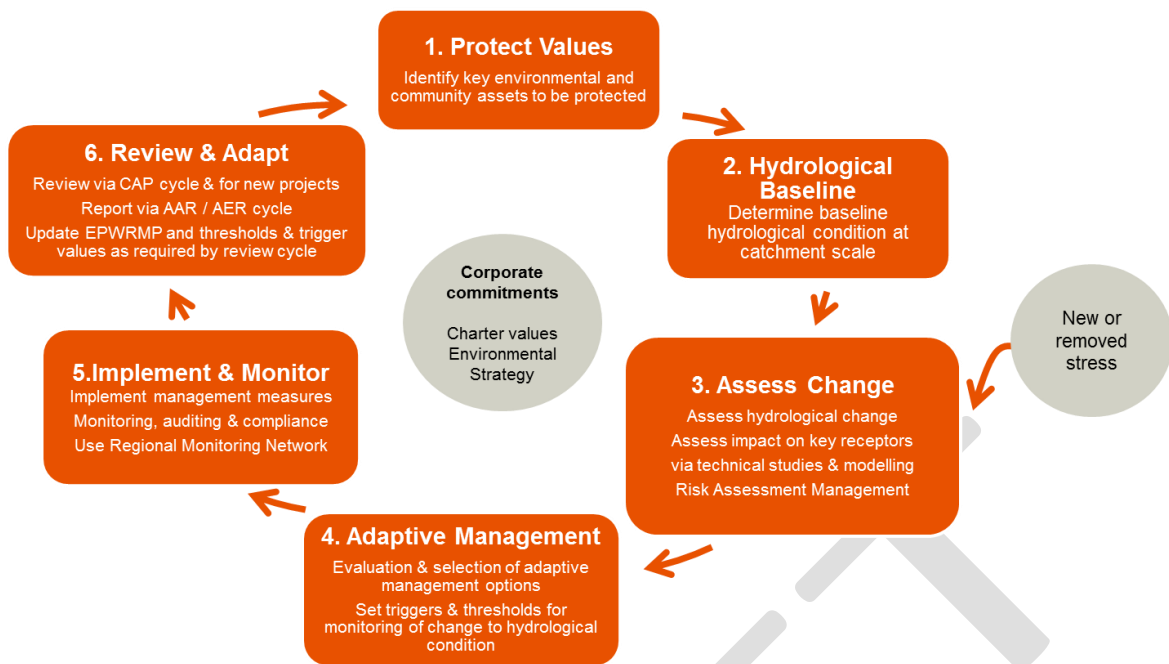 1. Protect Values
Identify key environmental and
community assets to be protected
2. Hydrological
Baseline
Determine baseline
hydrological condition at
catchment scale
New or
removed
stress
3. Assess Change
Assess hydrological change
Assess impact on key receptors
via technical studies & modelling
Risk Assessment Management
4. Adaptive Management
Evaluation & selection of adaptive
management options
Set triggers & thresholds for
monitoring of change to hydrological
condition
5.Implement & Monitor
Implement management measures
Monitoring, auditing & compliance
Use Regional Monitoring Network
6. Review & Adapt
Review via CAP cycle & for new projects
Report via AAR / AER cycle
Update EPWRMP and thresholds & trigger
values as required by review cycle
Corporate
commitments
Charter values
Environmental
Strategy